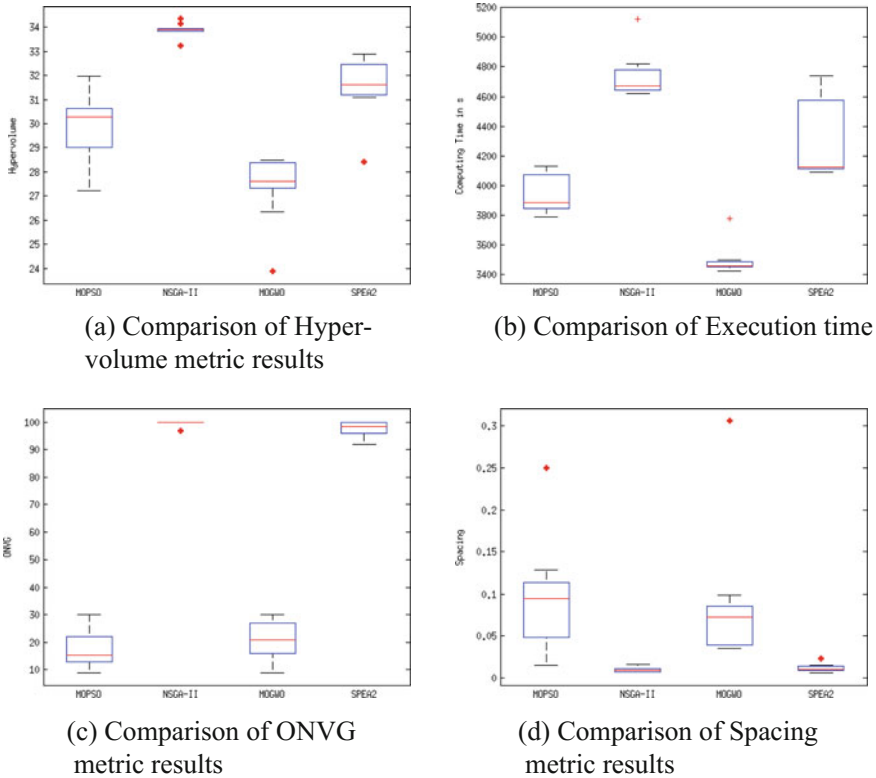 34
33
32
31
30
29
28
27
26
25
24
Hypervolume
MOPSO NSGA-II MOGWO SPEA2
(a) Comparison of Hyper-
volume metric results
5200
5000
4800
4600
4400
4200
4000
3800
3600
3400
Computing Time in s
MOPSO NSGA-II MOGWO SPEA2
(b) Comparison of Execution time
100
90
80
70
60
50
40
30
20
10
ONVG
MOPSO NSGA-II MOGWO SPEA2
(c) Comparison of ONVG
metric results
0.3
0.25
0.2
0.15
0.1
0.05
0
Spacing
MOPSO NSGA-II MOGWO SPEA2
(d) Comparison of Spacing
metric results